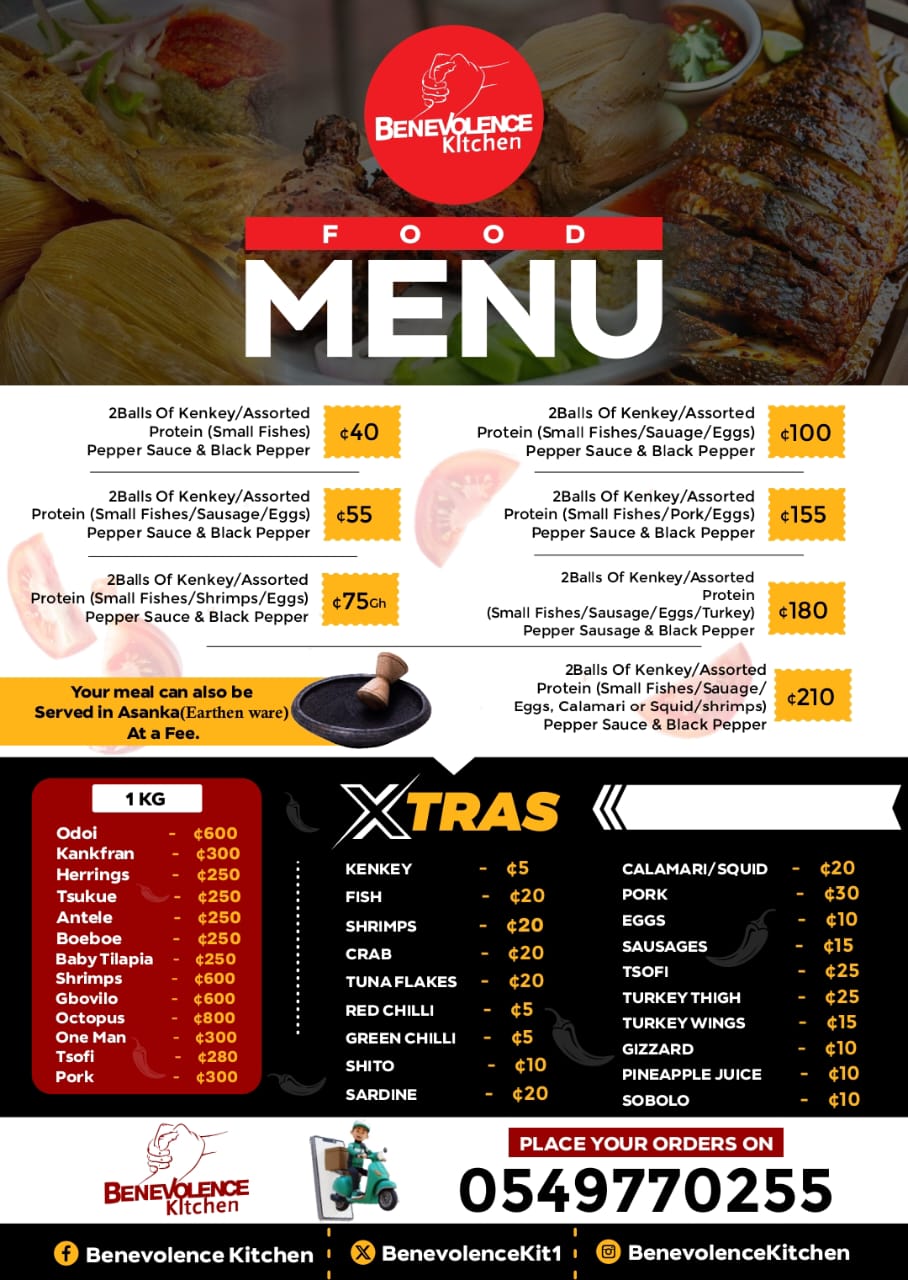 BENEVOLENCE
KItchen
FOOD
MENU
2Balls Of Kenkey/Assorted
Protein (Small Fishes)
Pepper Sauce & Black Pepper
¢40
2Balls Of Kenkey/Assorted
Protein (Small Fishes/Sausage/Eggs)
Pepper Sauce & Black Pepper
¢55
2Balls Of Kenkey/Assorted
Protein (Small Fishes/Shrimps/Eggs)
Pepper Sauce & Black Pepper
¢75Gh
2Balls Of Kenkey/Assorted
Protein (Small Fishes/Sauage/Eggs)
Pepper Sauce & Black Pepper
¢100
2Balls Of Kenkey/Assorted
Protein (Small Fishes/Pork/Eggs)
Pepper Sauce & Black Pepper
¢155
2Balls Of Kenkey/Assorted
Protein
(Small Fishes/Sausage/Eggs/Turkey)
Pepper Sausage & Black Pepper
¢180
2Balls Of Kenkey/Assorted
Protein (Small Fishes/Sauage/
Eggs, Calamari or Squid/shrimps)
Pepper Sauce & Black Pepper
¢210
Your meal can also be
Served in Asanka(Earthen ware)
At a Fee.
1 KG
Odoi - ¢600
Kankfran - ¢300
Herrings - ¢250
Tsukue - ¢250
Antele - ¢250
Boeboe - ¢250
Baby Tilapia - ¢250
Shrimps - ¢600
Gbovilo - ¢600
Octopus - ¢800
One Man - ¢300
Tsofi - ¢280
Pork - ¢300
XTRAS
KENKEY - ¢5
FISH - ¢20
SHRIMPS - ¢20
CRAB - ¢20
TUNA FLAKES - ¢20
RED CHILLI - ¢5
GREEN CHILLI - ¢5
SHITO - ¢10
SARDINE - ¢20
CALAMARI/SQUID - ¢20
PORK - ¢30
EGGS - ¢10
SAUSAGES - ¢15
TSOFI - ¢25
TURKEY THIGH - ¢25
TURKEY WINGS - ¢15
GIZZARD - ¢10
PINEAPPLE JUICE - ¢10
SOBOLO - ¢10
BENEVOLENCE
KItchen
PLACE YOUR ORDERS ON
0549770255
Benevolence Kitchen
BenevolenceKit1
BenevolenceKitchen